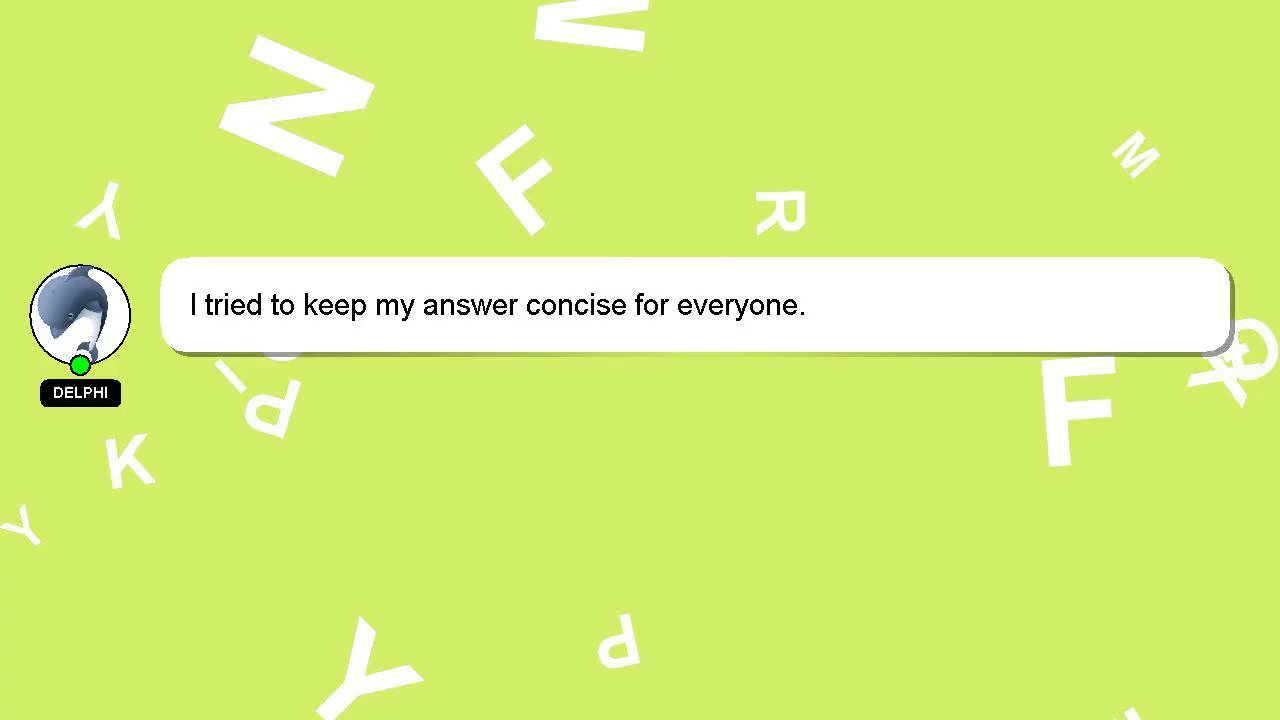 I tried to keep my answer concise for everyone.
DELPHI
N
F
Y
R
M
P
F
K
Y
Y
P